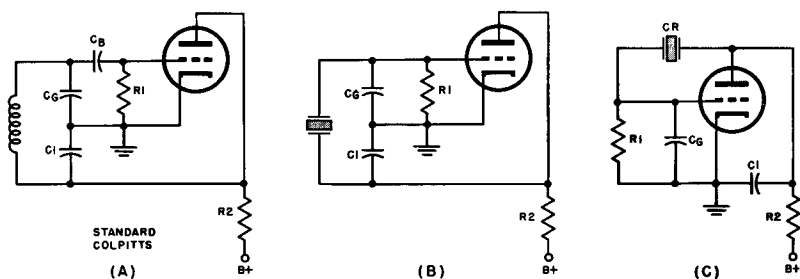 CB
CG
R1
C1
R2
STANDARD
COLPITTS
B+
(A)
CG
R1
C1
R2
B+
(B)
CR
R1
CG
C1
R2
B+
(C)